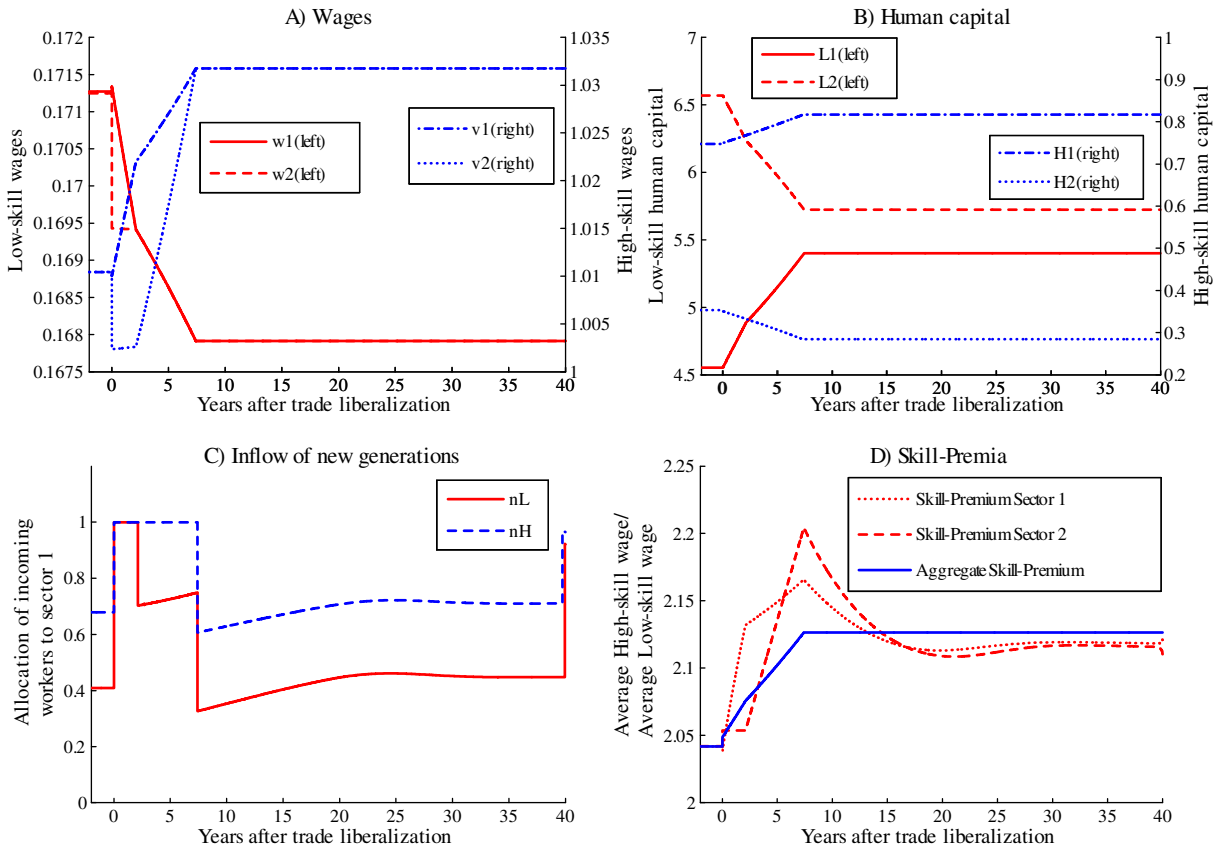 A) Wages
0.172
0.1715
0.171
0.1705
0.17
0.1695
0.169
0.1685
0.168
0.1675
Low-skill wages
1.035
1.03
1.025
1.02
1.015
1.01
1.005
1
High-skill wages
w1(left)
w2(left)
v1(right)
v2(right)
0 5 10 15 20 25 30 35 40
Years after trade liberalization
B) Human capital
7
6.5
6
5.5
5
4.5
Low-skill human capital
1
0.9
0.8
0.7
0.6
0.5
0.4
0.3
0.2
High-skill human capital
L1(left)
L2(left)
H1(right)
H2(right)
0 5 10 15 20 25 30 35 40
Years after trade liberalization
C) Inflow of new generations
1
0.8
0.6
0.4
0.2
0
Allocation of incoming
workers to sector 1
nL
nH
0 5 10 15 20 25 30 35 40
Years after trade liberalization
D) Skill-Premia
2.25
2.2
2.15
2.1
2.05
2
Average High-skill wage/
Average Low-skill wage
Skill-Premium Sector 1
Skill-Premium Sector 2
Aggregate Skill-Premium
0 5 10 15 20 25 30 35 40
Years after trade liberalization